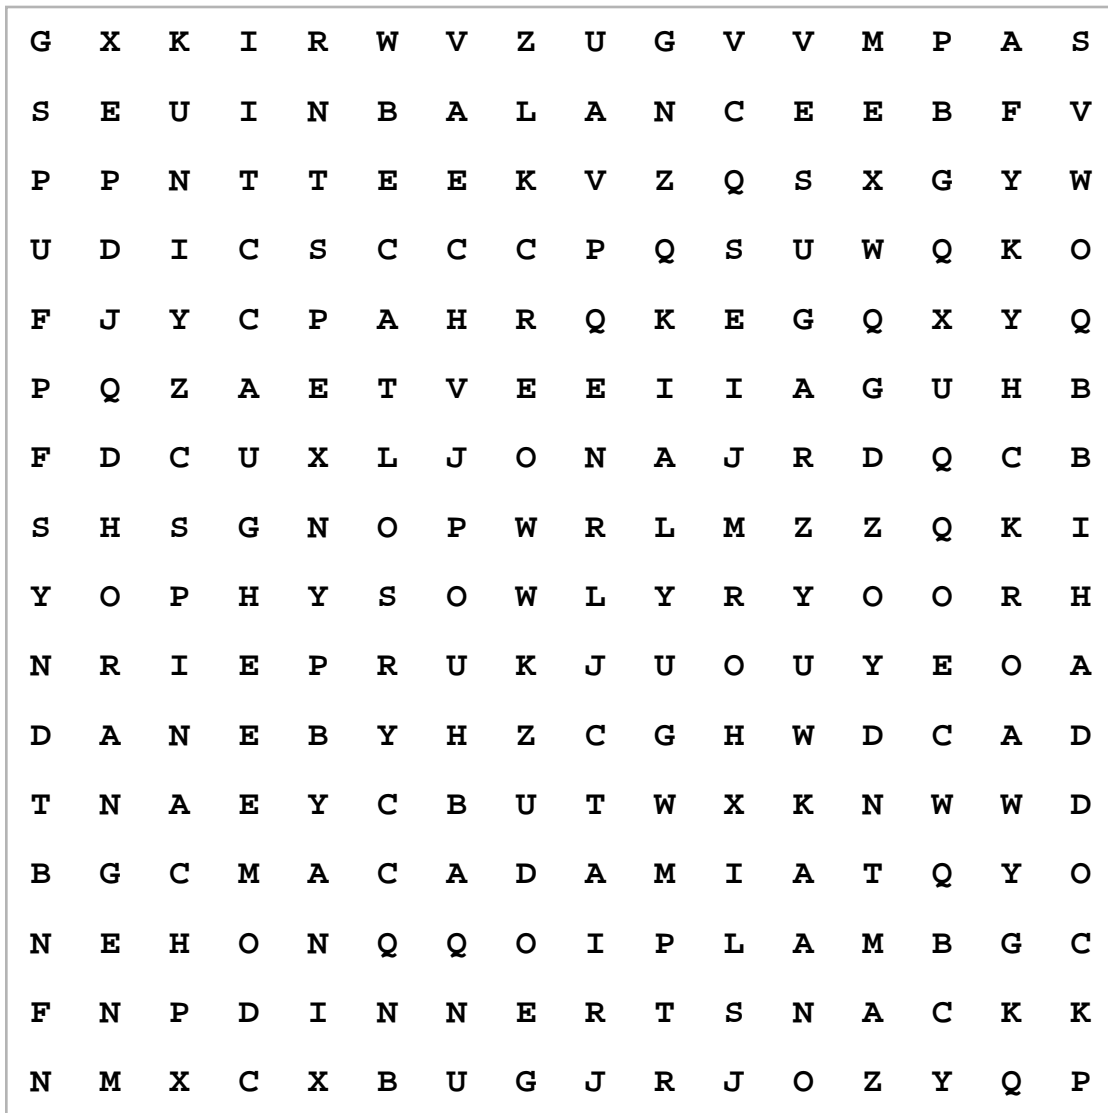 G X K I R W V Z U G V V M P A S
S E U I N B A L A N C E E B F V
P P N T T E E K V Z Q S X G Y W
U D I C S C C C P Q S U W Q K O
F J Y C P A H R Q K E G Q X Y Q
P Q Z A E T V E E I I A G U H B
F D C U X L J O N A J R D Q C B
S H S G N O P W R L M Z Z Q K I
Y O P H Y S O W L Y R Y O O R H
N R I E P R U K J U O U Y E O A
D A N E B Y H Z C G H W D C A D
T N A E Y C B U T W X K N W W D
B G C M A C A D A M I A T Q Y O
N E H O N Q Q O I P L A M B G C
F N P D I N N E R T S N A C K K
N M X C X B U G J R J O Z Y Q P